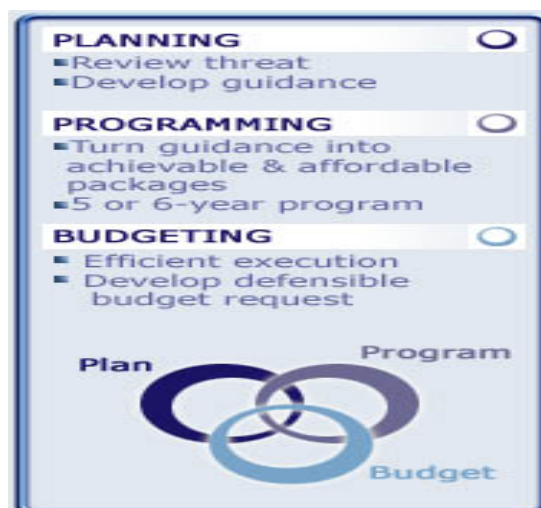 PLANNING
▪Review threat
▪Develop guidance
PROGRAMMING
▪Turn guidance into
achievable & affordable
packages
▪5 or 6-year program
BUDGETING
▪ Efficient execution
▪ Develop defensible
budget request
Plan
Program
Budget